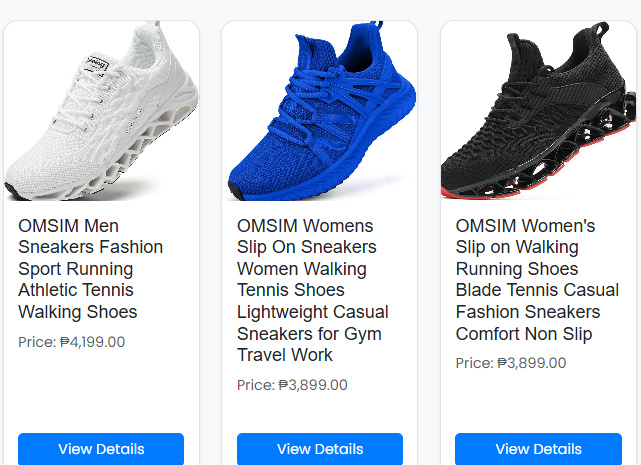 OMSIM Men
Sneakers Fashion
Sport Running
Athletic Tennis
Walking Shoes
Price: ₱4,199.00
View Details
OMSIM Womens
Slip On Sneakers
Women Walking
Tennis Shoes
Lightweight Casual
Sneakers for Gym
Travel Work
Price: ₱3,899.00
View Details
OMSIM Women's
Slip on Walking
Running Shoes
Blade Tennis Casual
Fashion Sneakers
Comfort Non Slip
Price: ₱3,899.00
View Details